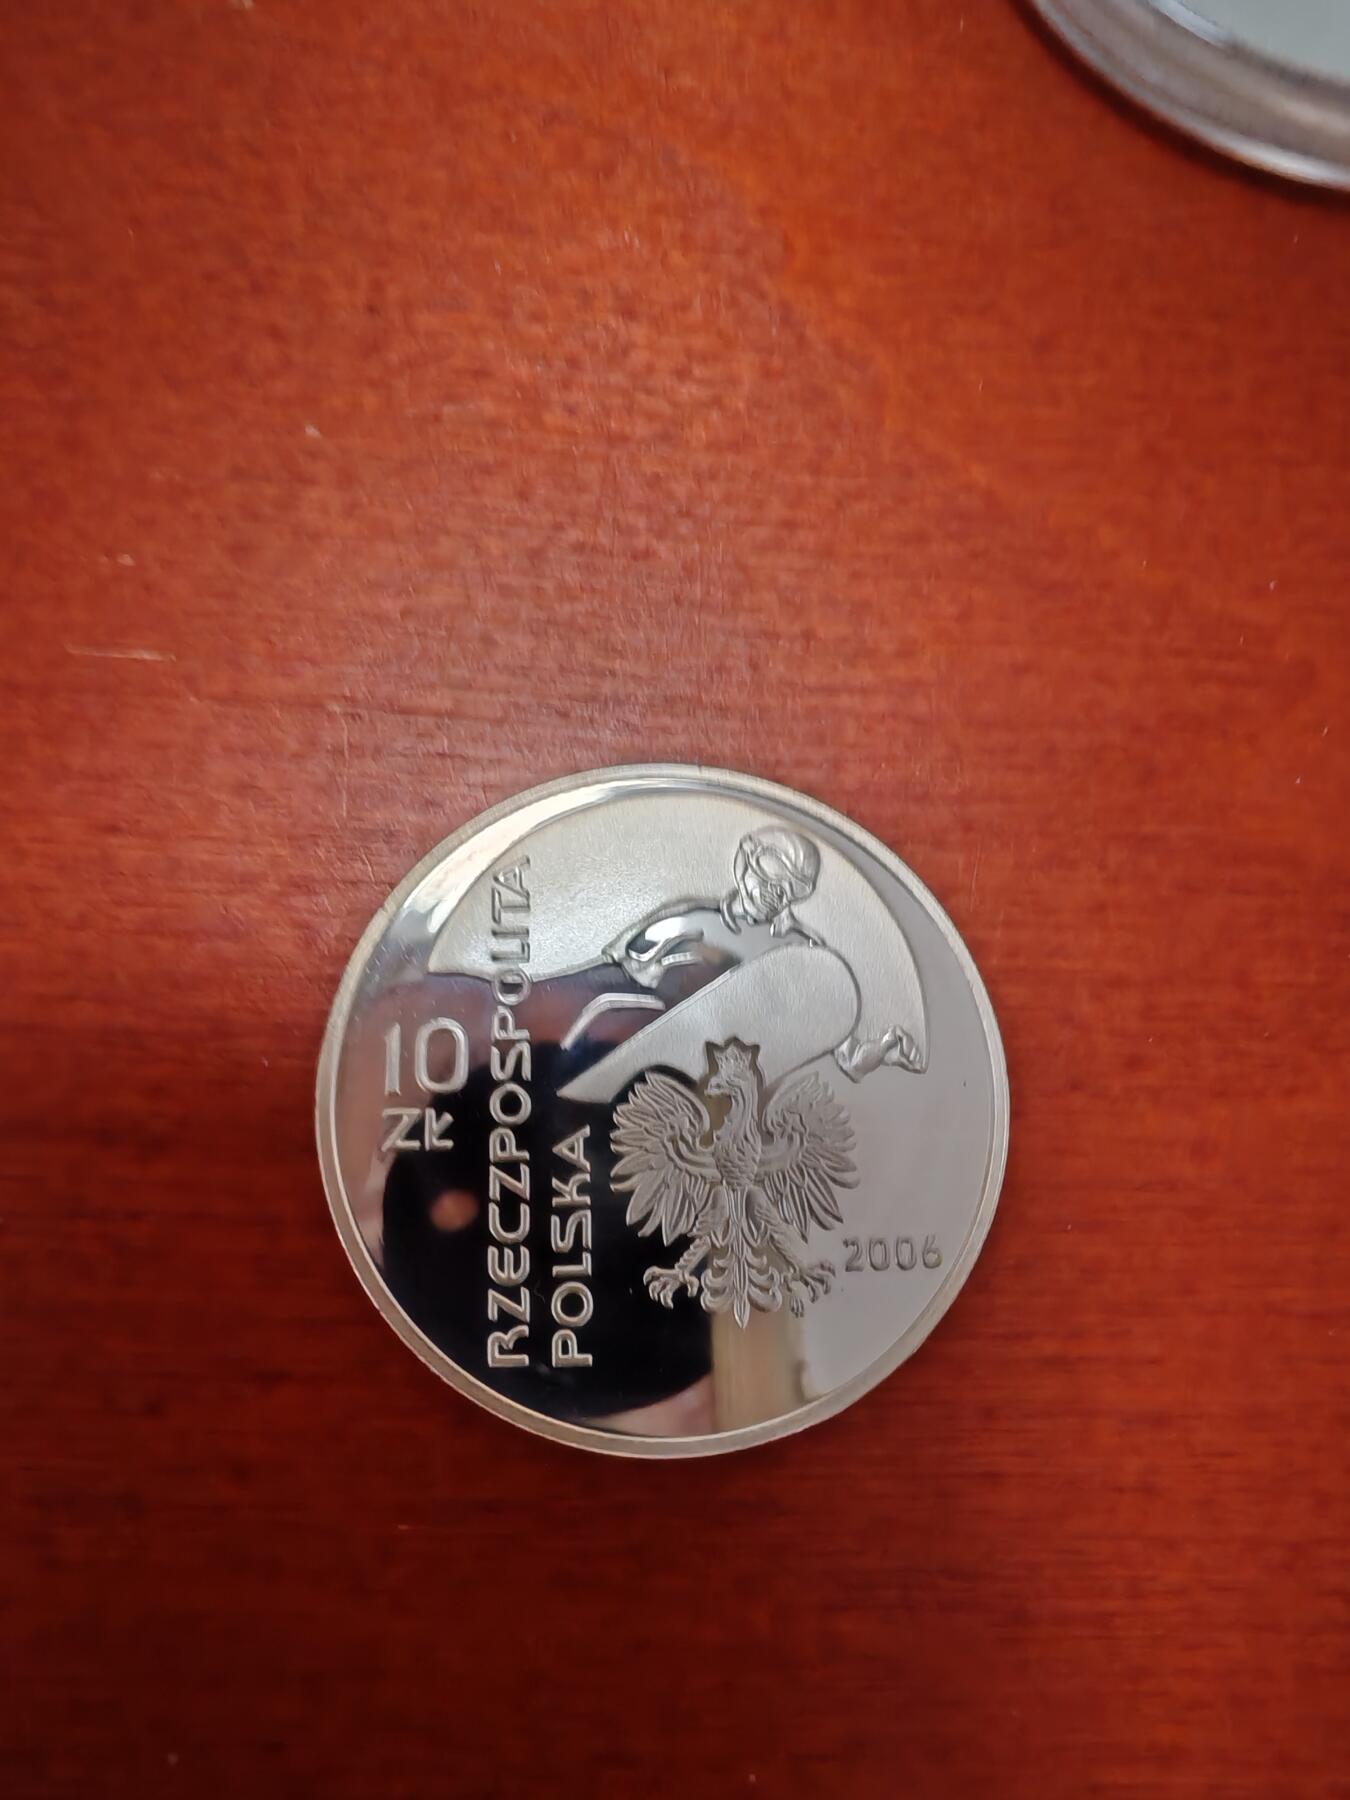 10
ZŁ
RZECZPOSPOLITA
POLSKA
2006